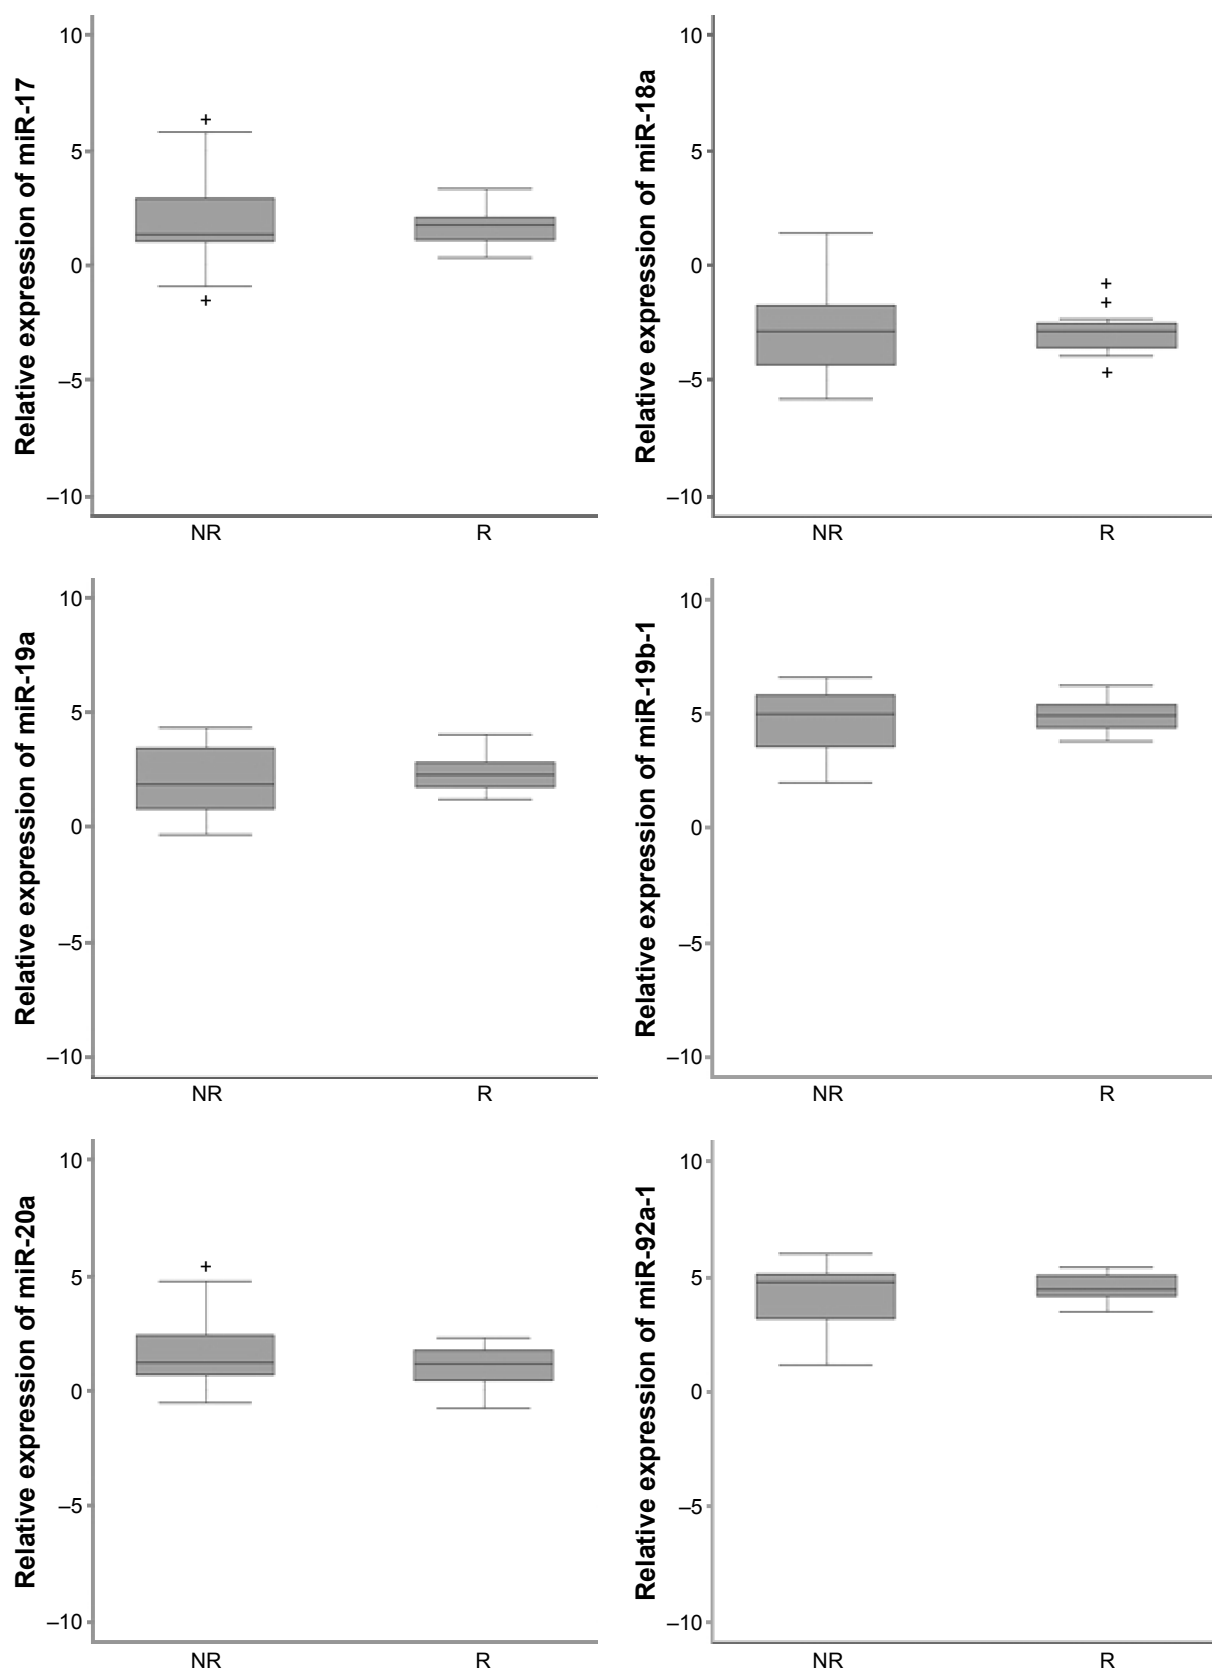 Relative expression of miR-17
10
5
0
–5
–10
NR R
Relative expression of miR-18a
10
5
0
–5
–10
NR R
Relative expression of miR-19a
10
5
0
–5
–10
NR R
Relative expression of miR-19b-1
10
5
0
–5
–10
NR R
Relative expression of miR-20a
10
5
0
–5
–10
NR R
Relative expression of miR-92a-1
10
5
0
–5
–10
NR R